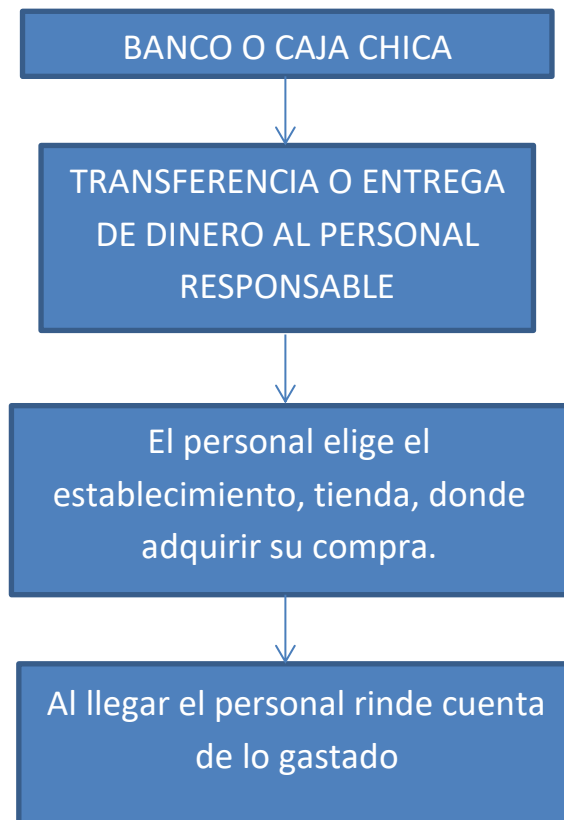 BANCO O CAJA CHICA
TRANSFERENCIA O ENTREGA
DE DINERO AL PERSONAL
RESPONSABLE
El personal elige el
establecimiento, tienda, donde
adquirir su compra.
Al llegar el personal rinde cuenta
de lo gastado